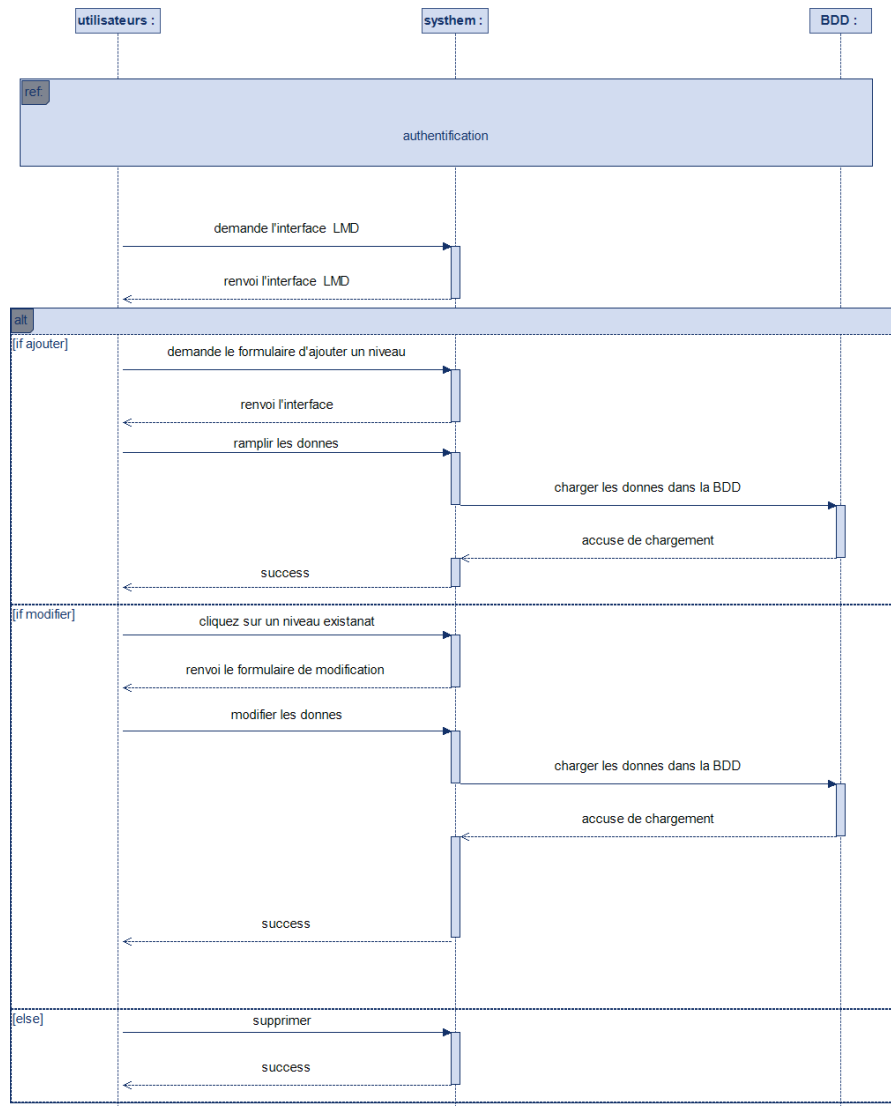 utilisateurs :
systhem :
BDD :
ref:
authentification
demande l'interface LMD
renvoi l'interface LMD
alt
[if ajouter]
demande le formulaire d'ajouter un niveau
renvoi l'interface
ramplir les donnes
charger les donnes dans la BDD
accuse de chargement
success
[if modifier]
cliquez sur un niveau existanat
renvoi le formulaire de modification
modifier les donnes
charger les donnes dans la BDD
accuse de chargement
success
[else]
supprimer
success